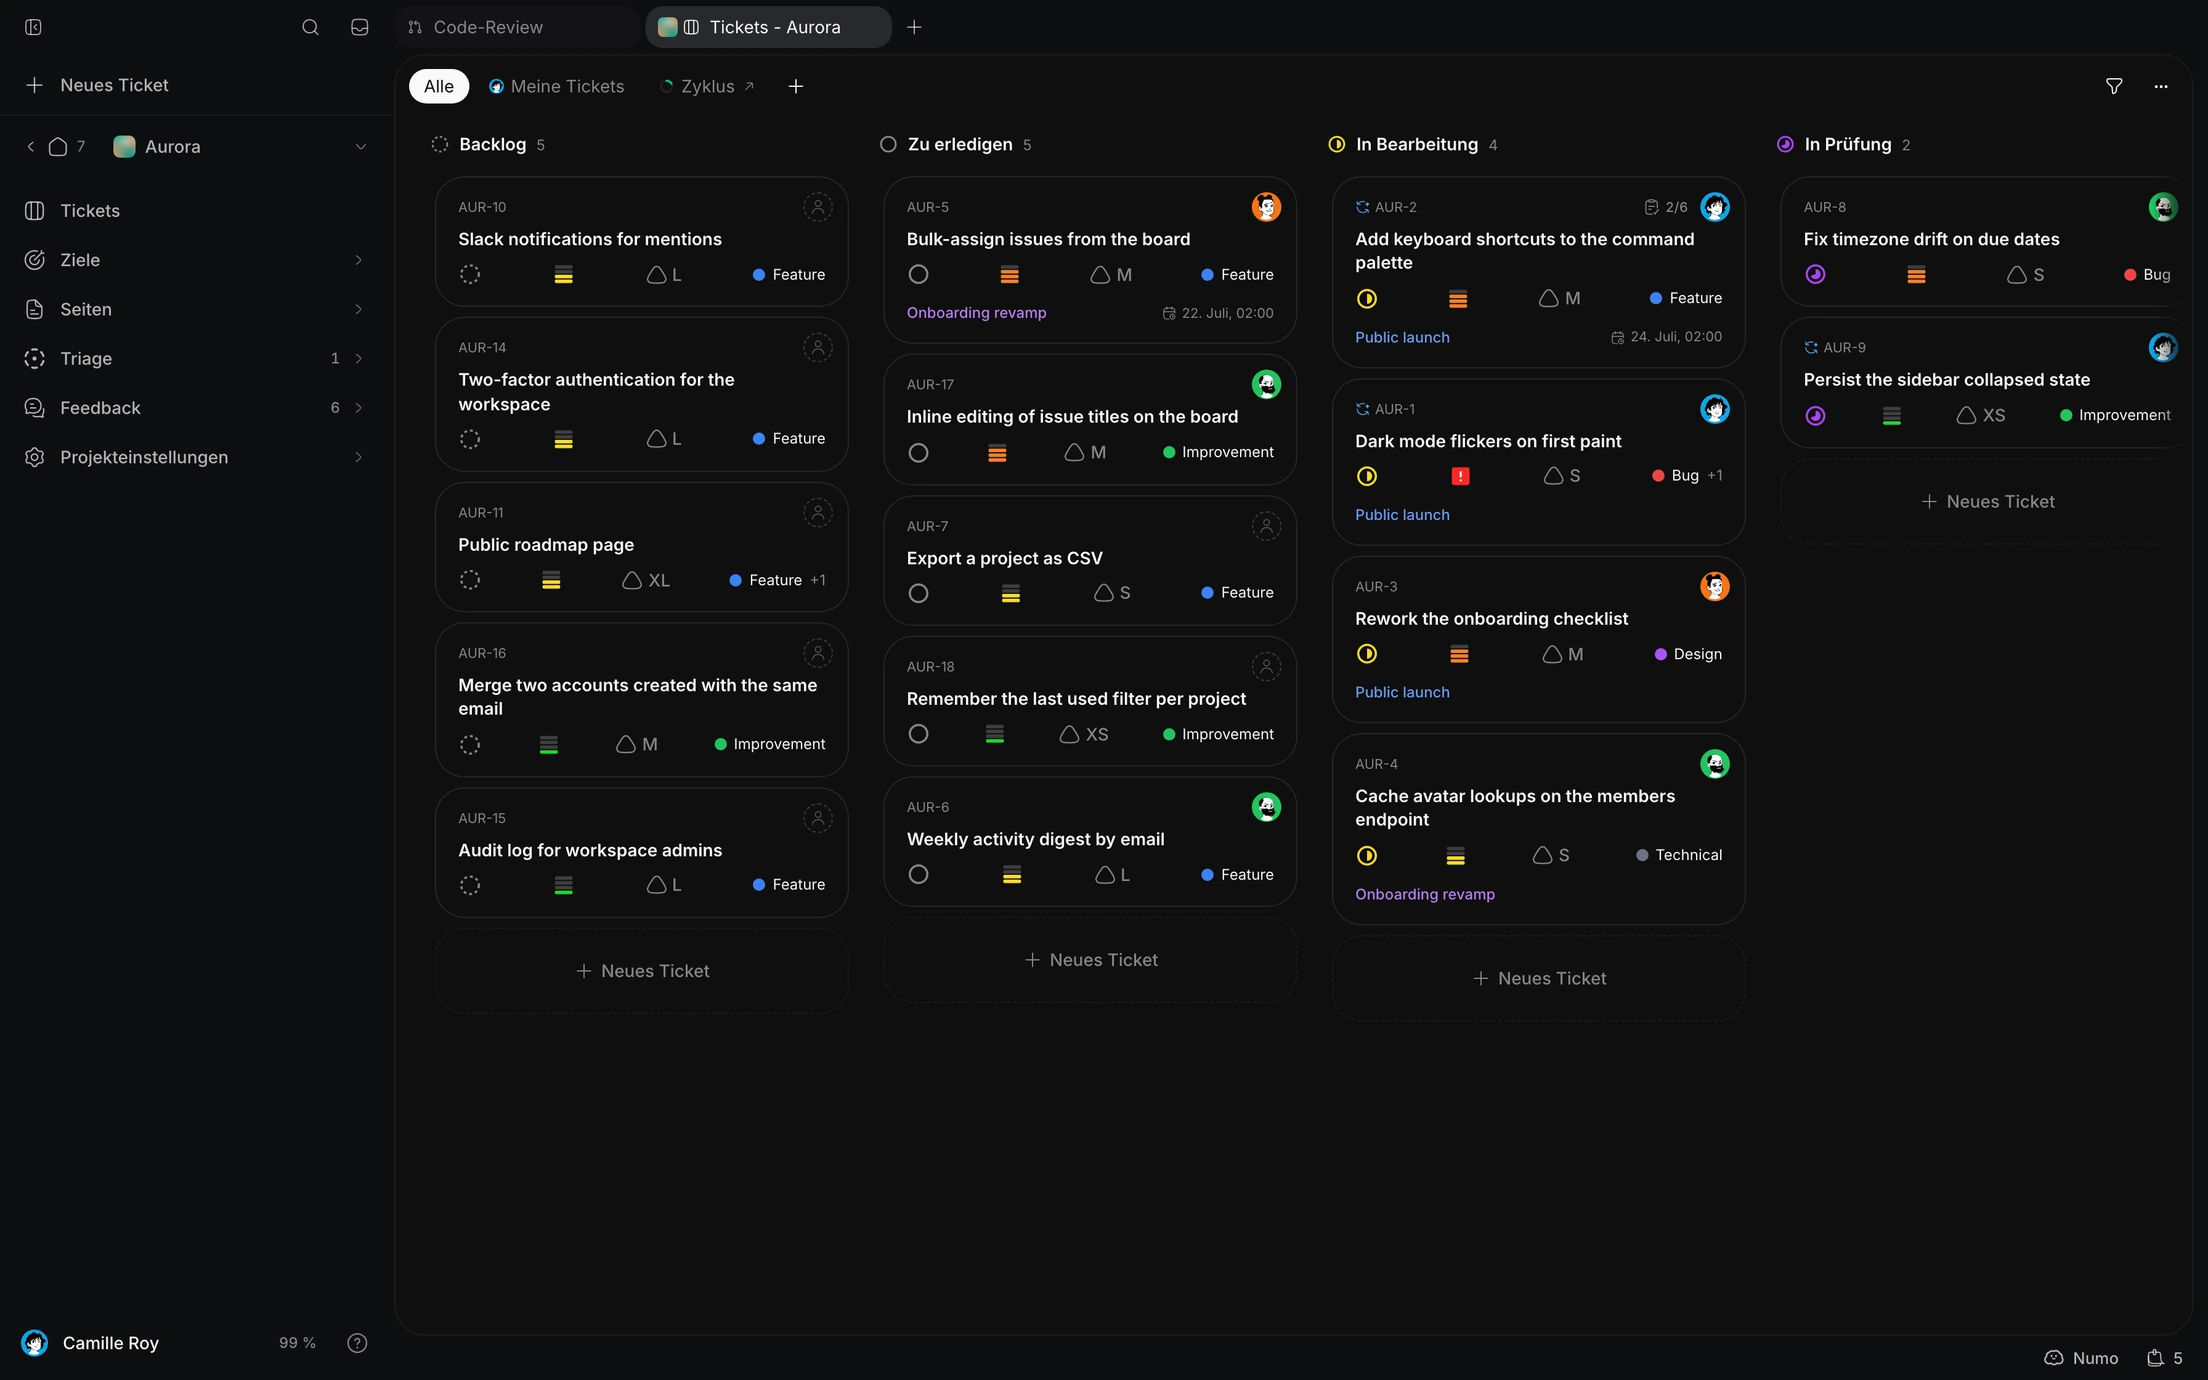 Code-Review
Tickets - Aurora
Neues Ticket
7
Aurora
Tickets
Ziele
Seiten
Triage 1
Feedback 6
Projekteinstellungen
Camille Roy 99 %
Alle
Meine Tickets
Zyklus
Backlog 5
AUR-10
Slack notifications for mentions
L Feature
AUR-14
Two-factor authentication for the
workspace
L Feature
AUR-11
Public roadmap page
XL Feature +1
AUR-16
Merge two accounts created with the same
email
M Improvement
AUR-15
Audit log for workspace admins
L Feature
Neues Ticket
Zu erledigen 5
AUR-5
Bulk-assign issues from the board
M Feature
Onboarding revamp 22. Juli, 02:00
AUR-17
Inline editing of issue titles on the board
M Improvement
AUR-7
Export a project as CSV
S Feature
AUR-18
Remember the last used filter per project
XS Improvement
AUR-6
Weekly activity digest by email
L Feature
Neues Ticket
In Bearbeitung 4
AUR-2 2/6
Add keyboard shortcuts to the command
palette
M Feature
Public launch 24. Juli, 02:00
AUR-1
Dark mode flickers on first paint
S Bug +1
Public launch
AUR-3
Rework the onboarding checklist
M Design
Public launch
AUR-4
Cache avatar lookups on the members
endpoint
S Technical
Onboarding revamp
Neues Ticket
In Prüfung 2
AUR-8
Fix timezone drift on due dates
S Bug
AUR-9
Persist the sidebar collapsed state
XS Improvement
Neues Ticket
Numo 5